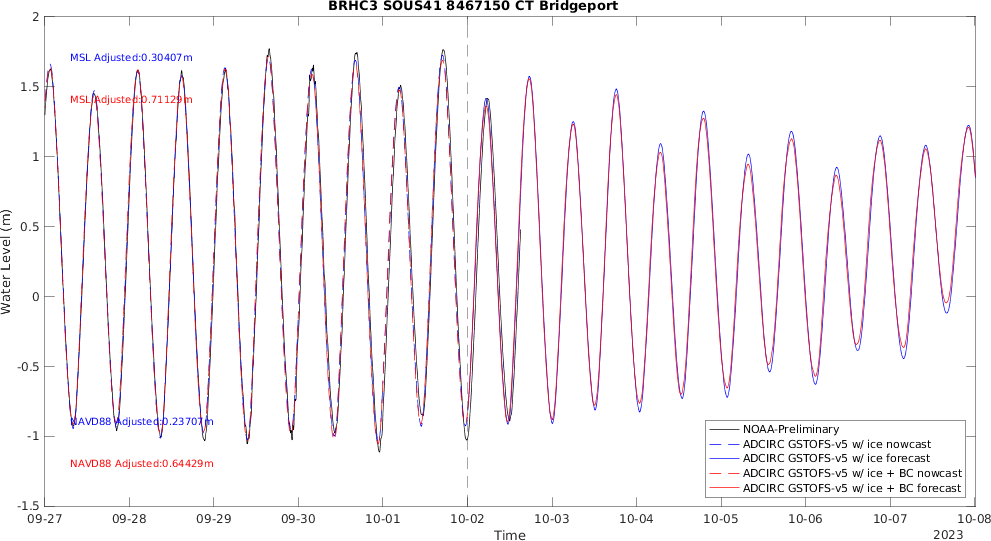 BRHC3 SOUS41 8467150 CT Bridgeport
2
1.5
1
0.5
0
-0.5
-1
-1.5
Water Level (m)
MSL Adjusted:0.30407m
MSL Adjusted:0.71129m
NAVD88 Adjusted:0.23707m
NAVD88 Adjusted:0.64429m
NOAA-Preliminary
ADCIRC GSTOFS-v5 w/ ice nowcast
ADCIRC GSTOFS-v5 w/ ice forecast
ADCIRC GSTOFS-v5 w/ ice + BC nowcast
ADCIRC GSTOFS-v5 w/ ice + BC forecast
09-27 09-28 09-29 09-30 10-01 10-02 10-03 10-04 10-05 10-06 10-07 10-08
Time
2023